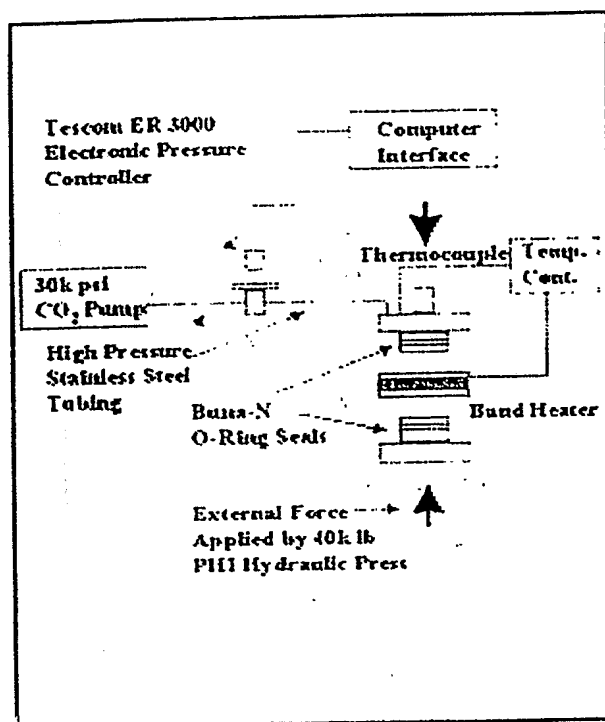 Tescom ER 3000
Electronic Pressure
Controller
Computer
Interface
Thermocouple
Temp.
Cont.
30k psi
CO₂ Pump
High Pressure
Stainless Steel
Tubing
Buna-N
O-Ring Seals
Band Heater
External Force
Applied by 40k lb
PHI Hydraulic Press